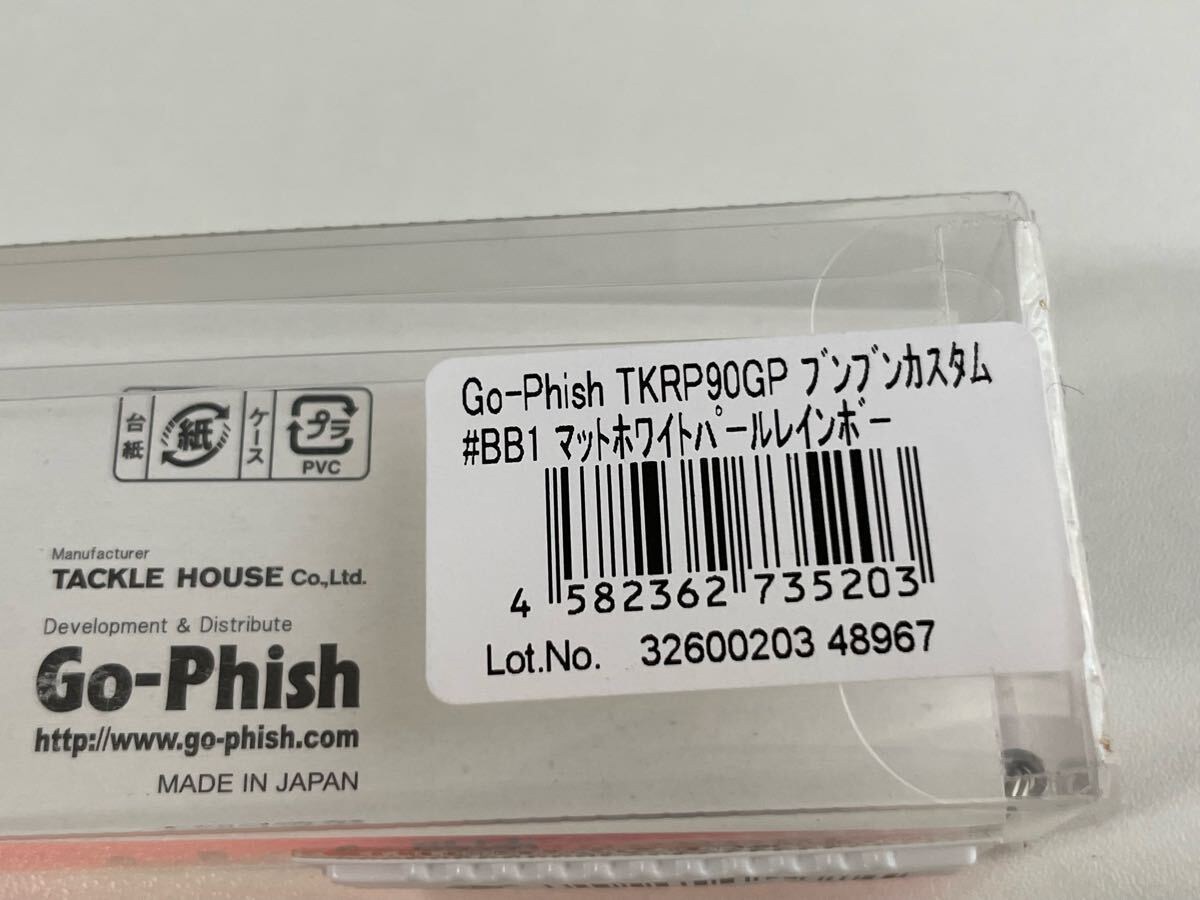 Go-Phish TKRP90GP ﾌﾞﾝﾌﾞﾝｶｽﾀﾑ
#BB1 ﾏｯﾄﾎﾜｲﾄﾊﾟｰﾙﾚｲﾝﾎﾞｰ
4 582362 735203
Lot.No. 32600203 48967
台紙 紙 ケース プラ
PVC
Manufacturer
TACKLE HOUSE Co.,Ltd.
Development & Distribute
Go-Phish
http://www.go-phish.com
MADE IN JAPAN
Go-Phish